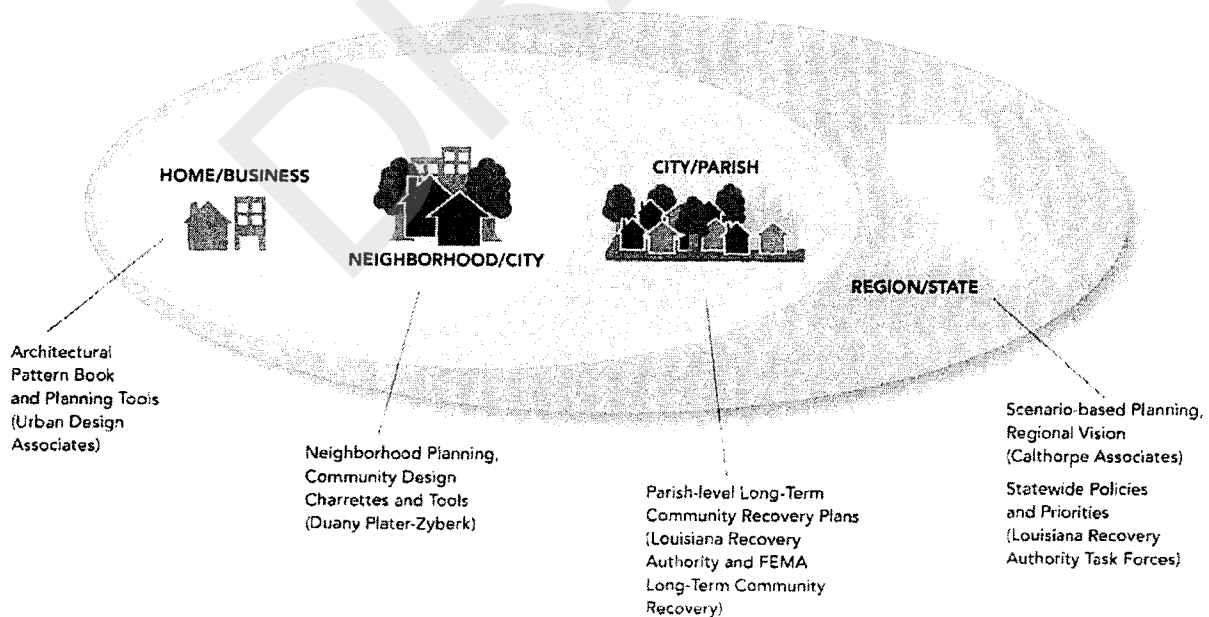 HOME/BUSINESS
NEIGHBORHOOD/CITY
CITY/PARISH
REGION/STATE
Architectural
Pattern Book
and Planning Tools
(Urban Design
Associates)
Neighborhood Planning,
Community Design
Charrettes and Tools
(Duany Plater-Zyberk)
Parish-level Long-Term
Community Recovery Plans
(Louisiana Recovery
Authority and FEMA
Long-Term Community
Recovery)
Scenario-based Planning,
Regional Vision
(Calthorpe Associates)
Statewide Policies
and Priorities
(Louisiana Recovery
Authority Task Forces)